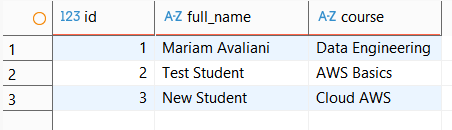 123 id A-Z full_name A-Z course
1 1 Mariam Avaliani Data Engineering
2 2 Test Student AWS Basics
3 3 New Student Cloud AWS